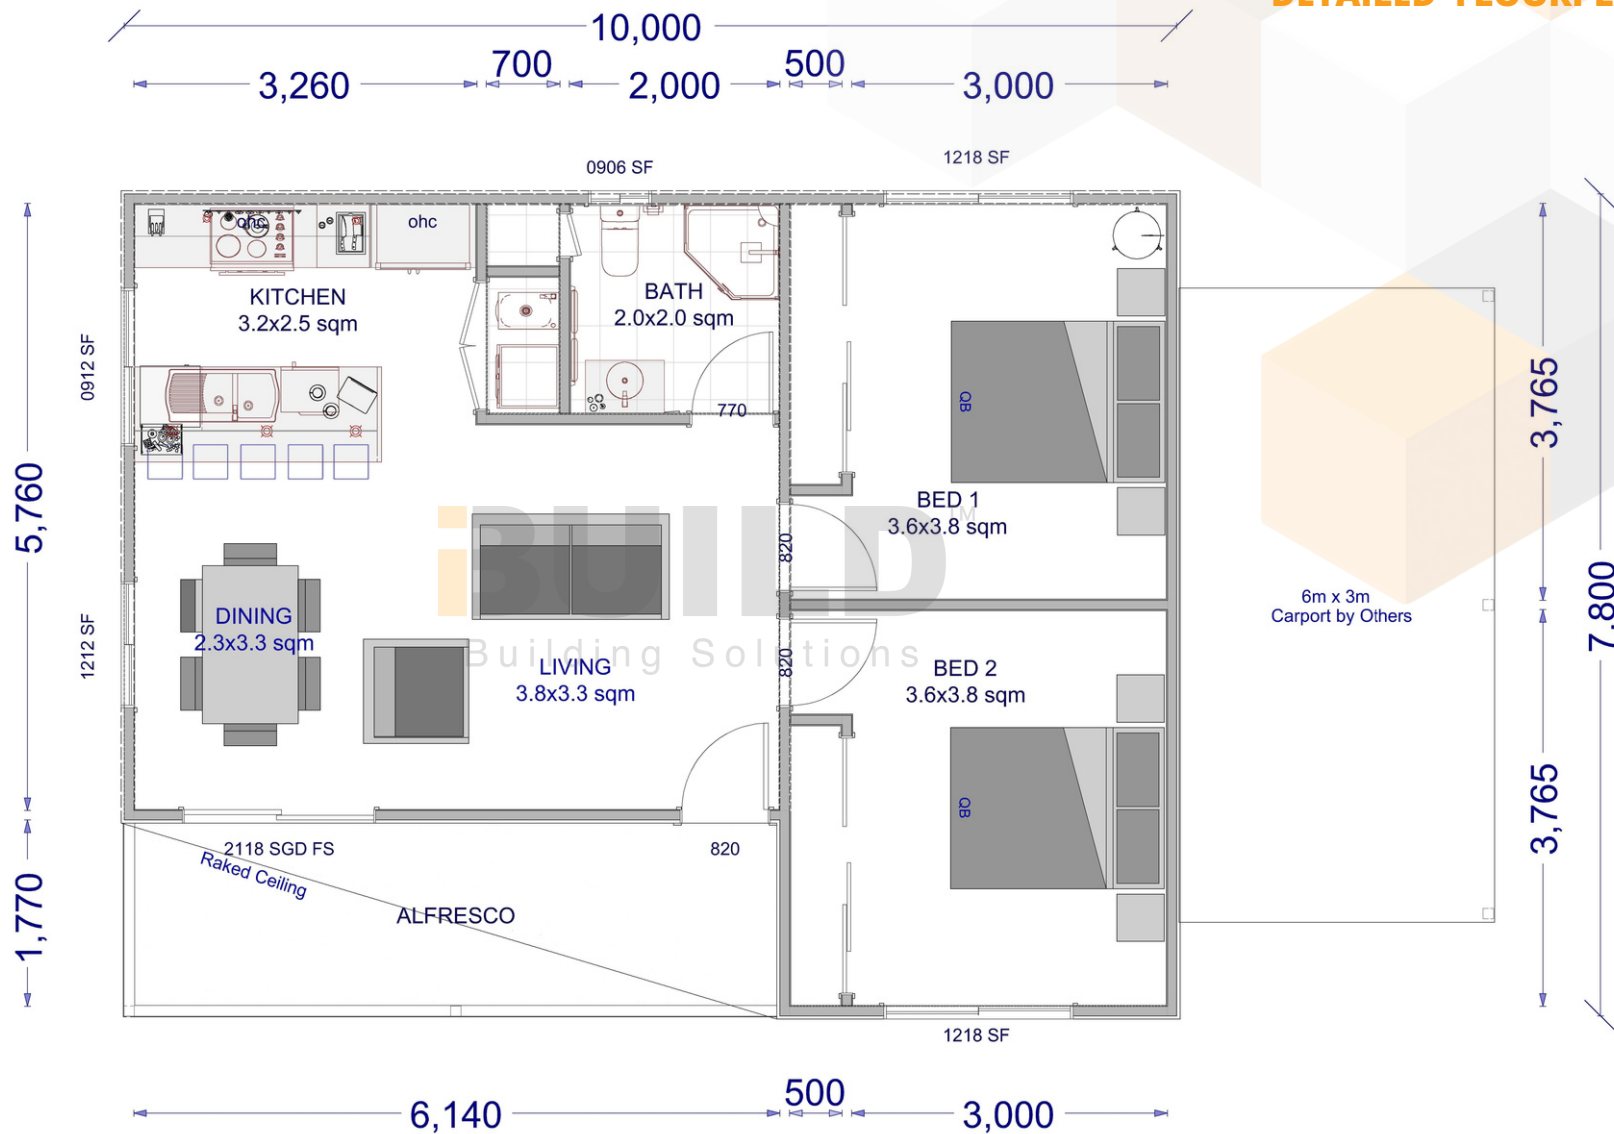 10,000
3,260
700
2,000
500
3,000
0906 SF
1218 SF
ohc
ohc
KITCHEN
3.2x2.5 sqm
BATH
2.0x2.0 sqm
0912 SF
770
QB
3,765
BED 1
3.6x3.8 sqm
5,760
iBUILD™
Building Solutions
820
6m x 3m
Carport by Others
7,800
DINING
2.3x3.3 sqm
1212 SF
LIVING
3.8x3.3 sqm
820
BED 2
3.6x3.8 sqm
QB
3,765
2118 SGD FS
820
Raked Ceiling
1,770
ALFRESCO
1218 SF
6,140
500
3,000